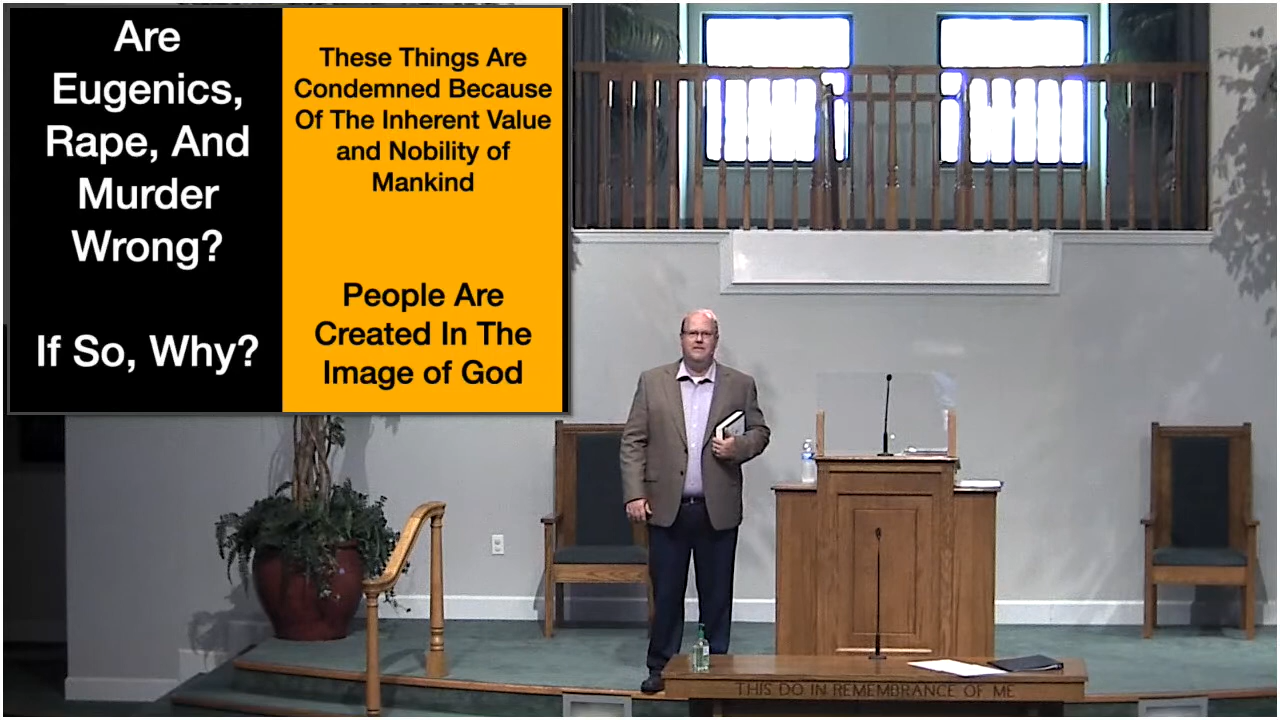 Are
Eugenics,
Rape, And
Murder
Wrong?
If So, Why?
These Things Are
Condemned Because
Of The Inherent Value
and Nobility of
Mankind
People Are
Created In The
Image of God
THIS DO IN REMEMBRANCE OF ME